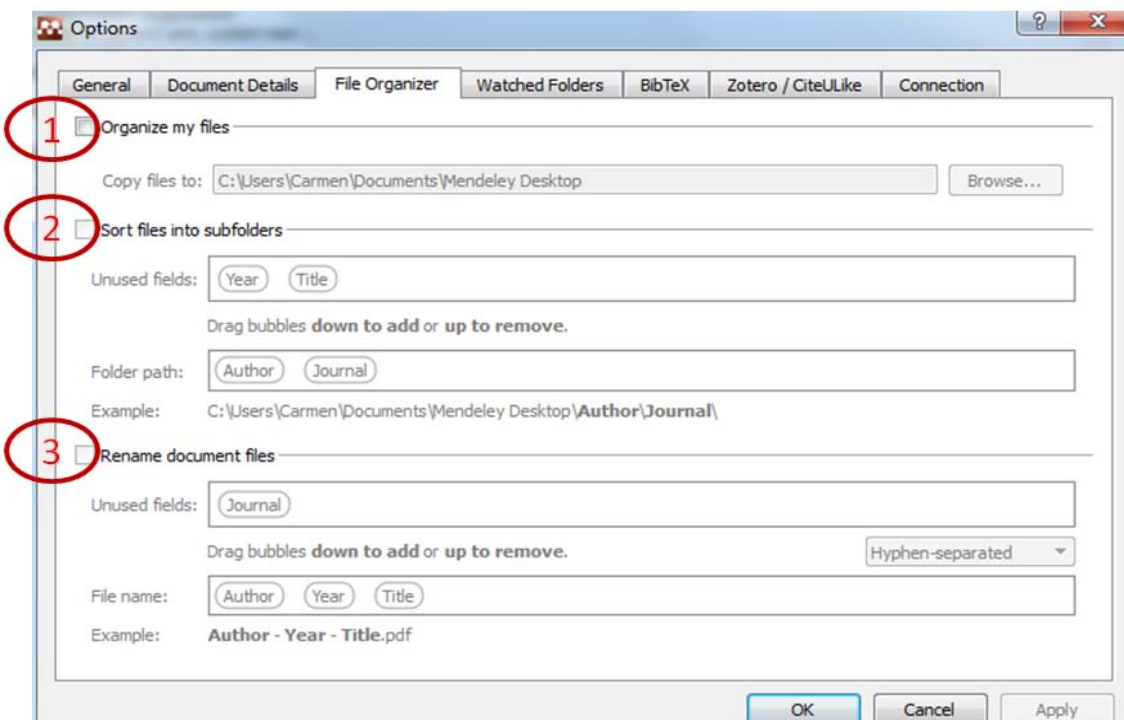 Options
? X
General Document Details File Organizer Watched Folders BibTeX Zotero / CiteULike Connection
1 Organize my files
Copy files to: C:\Users\Carmen\Documents\Mendeley Desktop Browse...
2 Sort files into subfolders
Unused fields: Year Title
Drag bubbles down to add or up to remove.
Folder path: Author Journal
Example: C:\Users\Carmen\Documents\Mendeley Desktop\Author\Journal\
3 Rename document files
Unused fields: Journal
Drag bubbles down to add or up to remove. Hyphen-separated
File name: Author Year Title
Example: Author - Year - Title.pdf
OK Cancel Apply